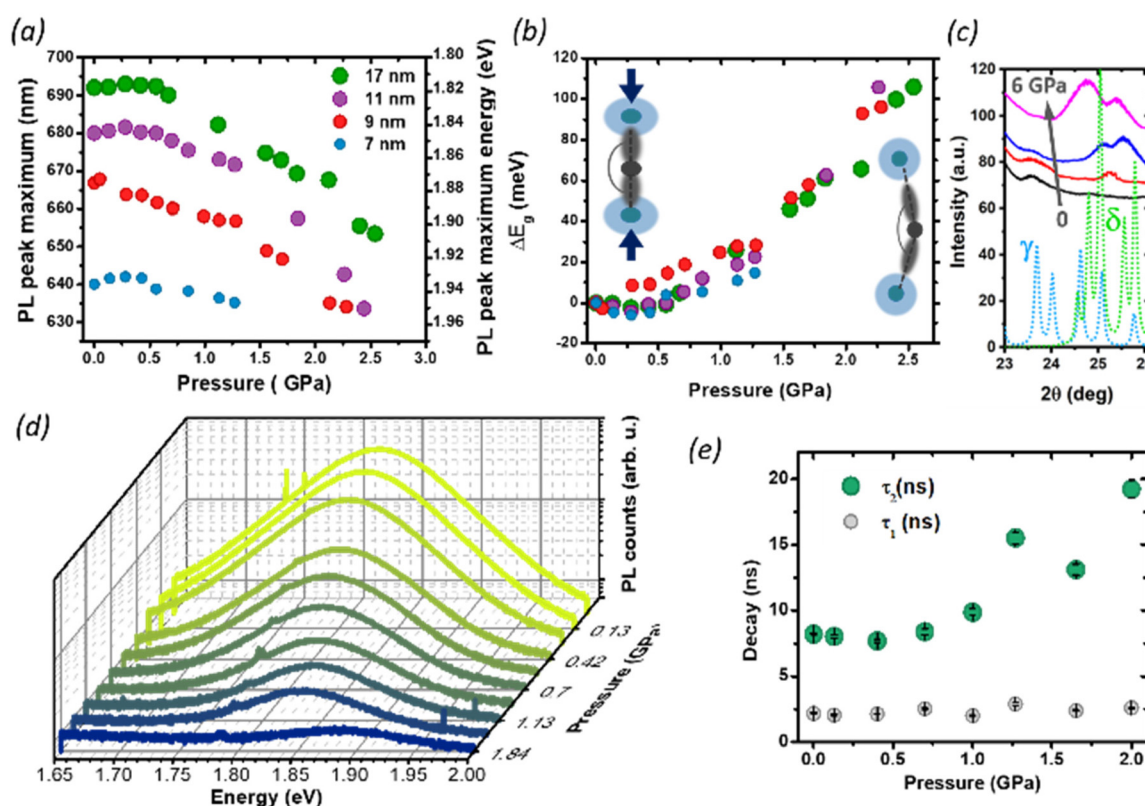 (a)
PL peak maximum (nm)
700
690
680
670
660
650
640
630
0.0 0.5 1.0 1.5 2.0 2.5 3.0
Pressure ( GPa)
17 nm
11 nm
9 nm
7 nm
1.80
1.82
1.84
1.86
1.88
1.90
1.92
1.94
1.96
PL peak maximum energy (eV)
(b)
ΔEg (meV)
120
100
80
60
40
20
0
-20
0.0 0.5 1.0 1.5 2.0 2.5
Pressure (GPa)
(c)
Intensity (a.u.)
120
100
80
60
40
20
0
6 GPa
0
γ
δ
23 24 25
2θ (deg)
(d)
PL counts (arb. u.)
0.13
0.42
0.7
1.13
1.84
Pressure (GPa)
1.65 1.70 1.75 1.80 1.85 1.90 1.95 2.00
Energy (eV)
(e)
Decay (ns)
20
15
10
5
0
τ2(ns)
τ1 (ns)
0.0 0.5 1.0 1.5 2.0
Pressure (GPa)